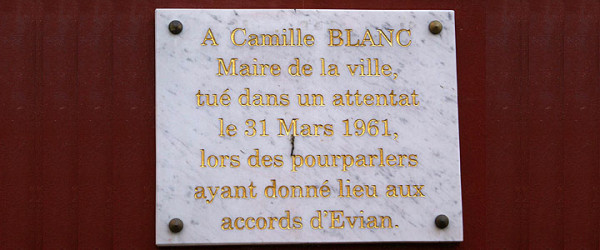 A Camille BLANC
Maire de la ville,
tué dans un attentat
le 31 Mars 1961,
lors des pourparlers
ayant donné lieu aux
accords d'Evian.